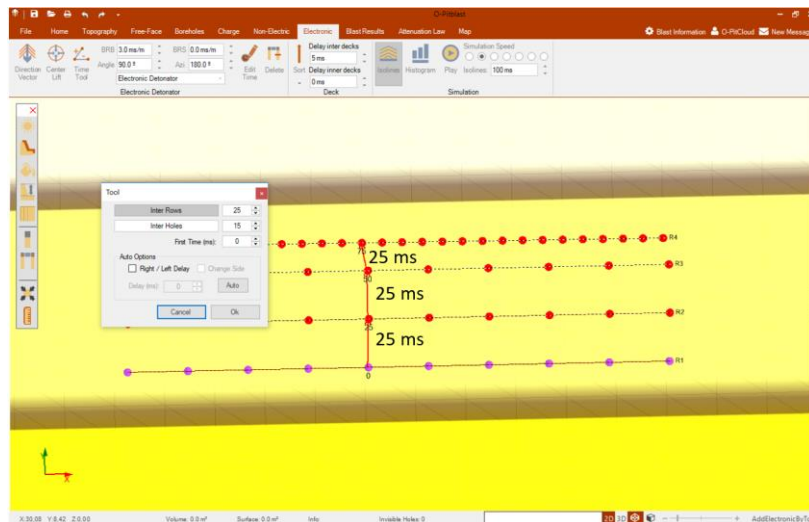 O-Pitblast
File Home Topography Free-Face Boreholes Charge Non-Electric Electronic Blast Results Attenuation Law Map Blast Information O-PitCloud New Message
BRB 3.0 ms/m BRS 0.0 ms/m
Angle 90.0 º Azi 180.0 º
Electronic Detonator
Direction Vector
Center Lift
Time Tool
Edit Time
Delete
Electronic Detonator
Sort
Delay inter decks
5 ms
Delay inner decks
0 ms
Deck
Isolines
Histogram
Play
Simulation Speed
Isolines: 100 ms
Simulation
Tool
Inter Rows 25
Inter Holes 15
First Time (ms): 0
Auto Options
Right / Left Delay Change Side
Delay (ms): 0 Auto
Cancel Ok
75
R4
25 ms
R3
50
25 ms
R2
25
25 ms
R1
0
Y
X
X:30.08 Y:8.42 Z:0.00 Volume: 0.0 m³ Surface: 0.0 m² Info Invisible Holes: 0 2D 3D AddElectronicByTo